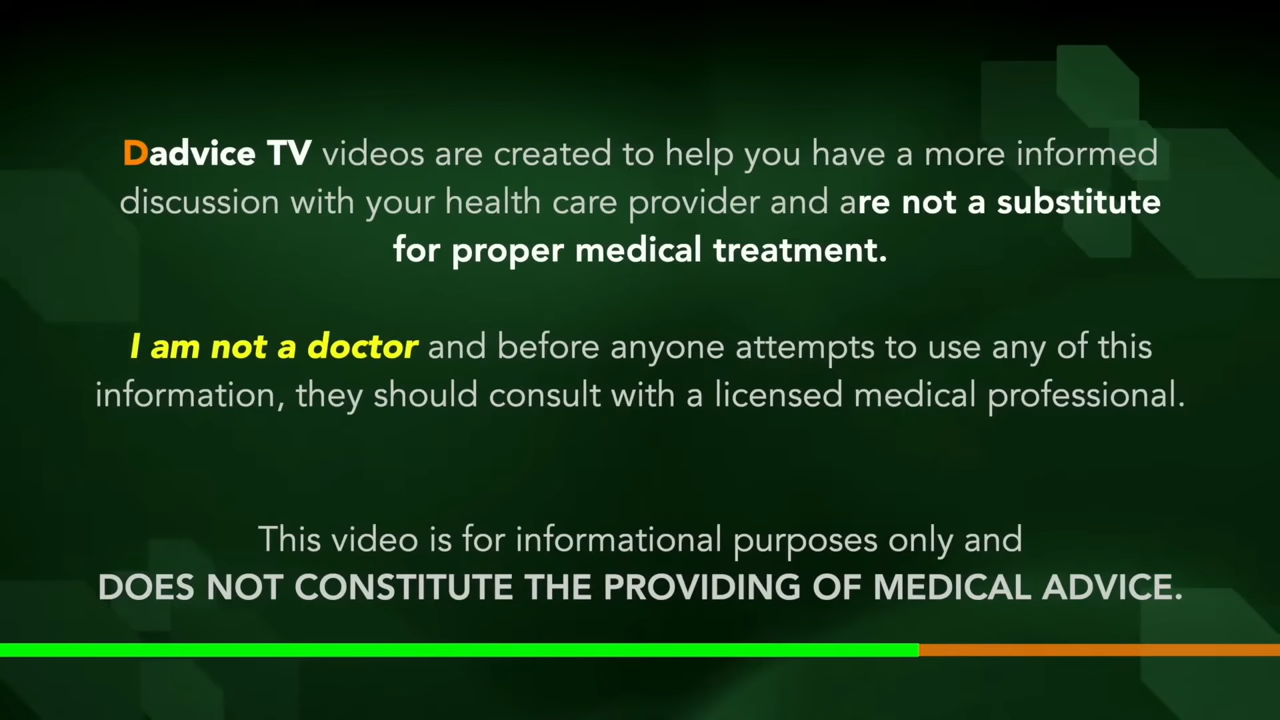 Dadvice TV videos are created to help you have a more informed
discussion with your health care provider and are not a substitute
for proper medical treatment.
I am not a doctor and before anyone attempts to use any of this
information, they should consult with a licensed medical professional.
This video is for informational purposes only and
DOES NOT CONSTITUTE THE PROVIDING OF MEDICAL ADVICE.